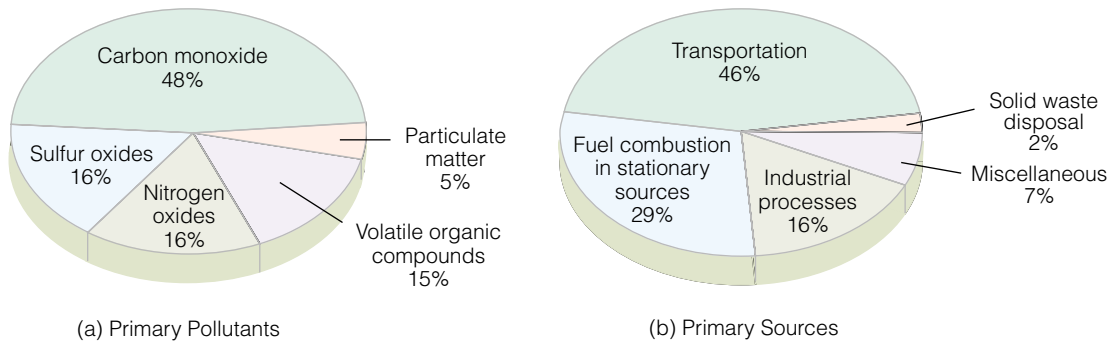 Carbon monoxide
48%
Sulfur oxides
16%
Nitrogen
oxides
16%
Particulate
matter
5%
Volatile organic
compounds
15%
(a) Primary Pollutants
Transportation
46%
Fuel combustion
in stationary
sources
29%
Industrial
processes
16%
Solid waste
disposal
2%
Miscellaneous
7%
(b) Primary Sources